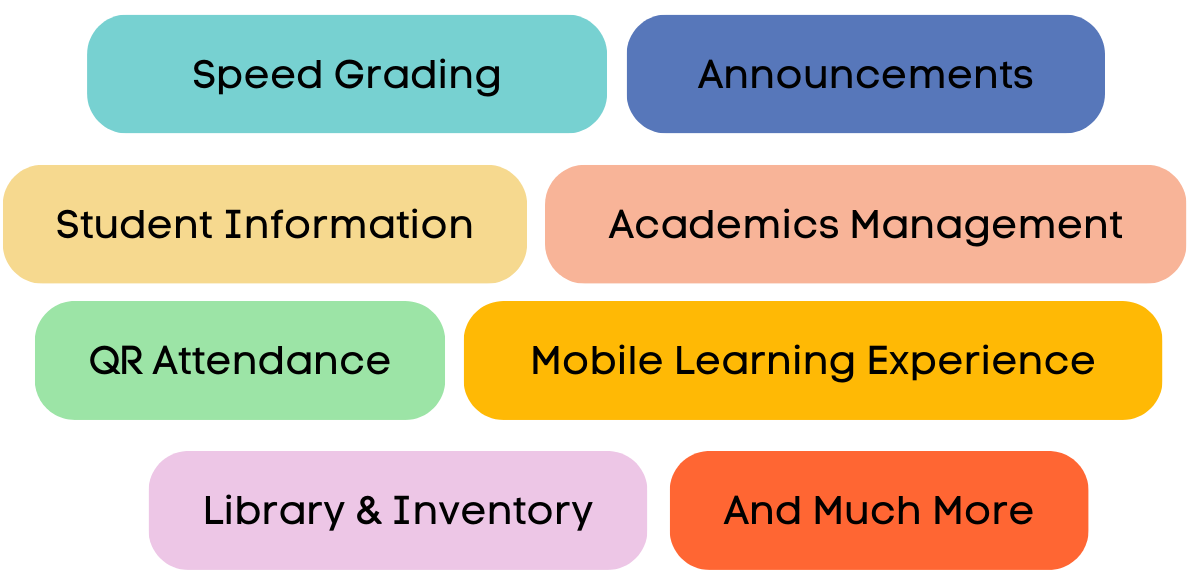 Speed Grading
Announcements
Student Information
Academics Management
QR Attendance
Mobile Learning Experience
Library & Inventory
And Much More